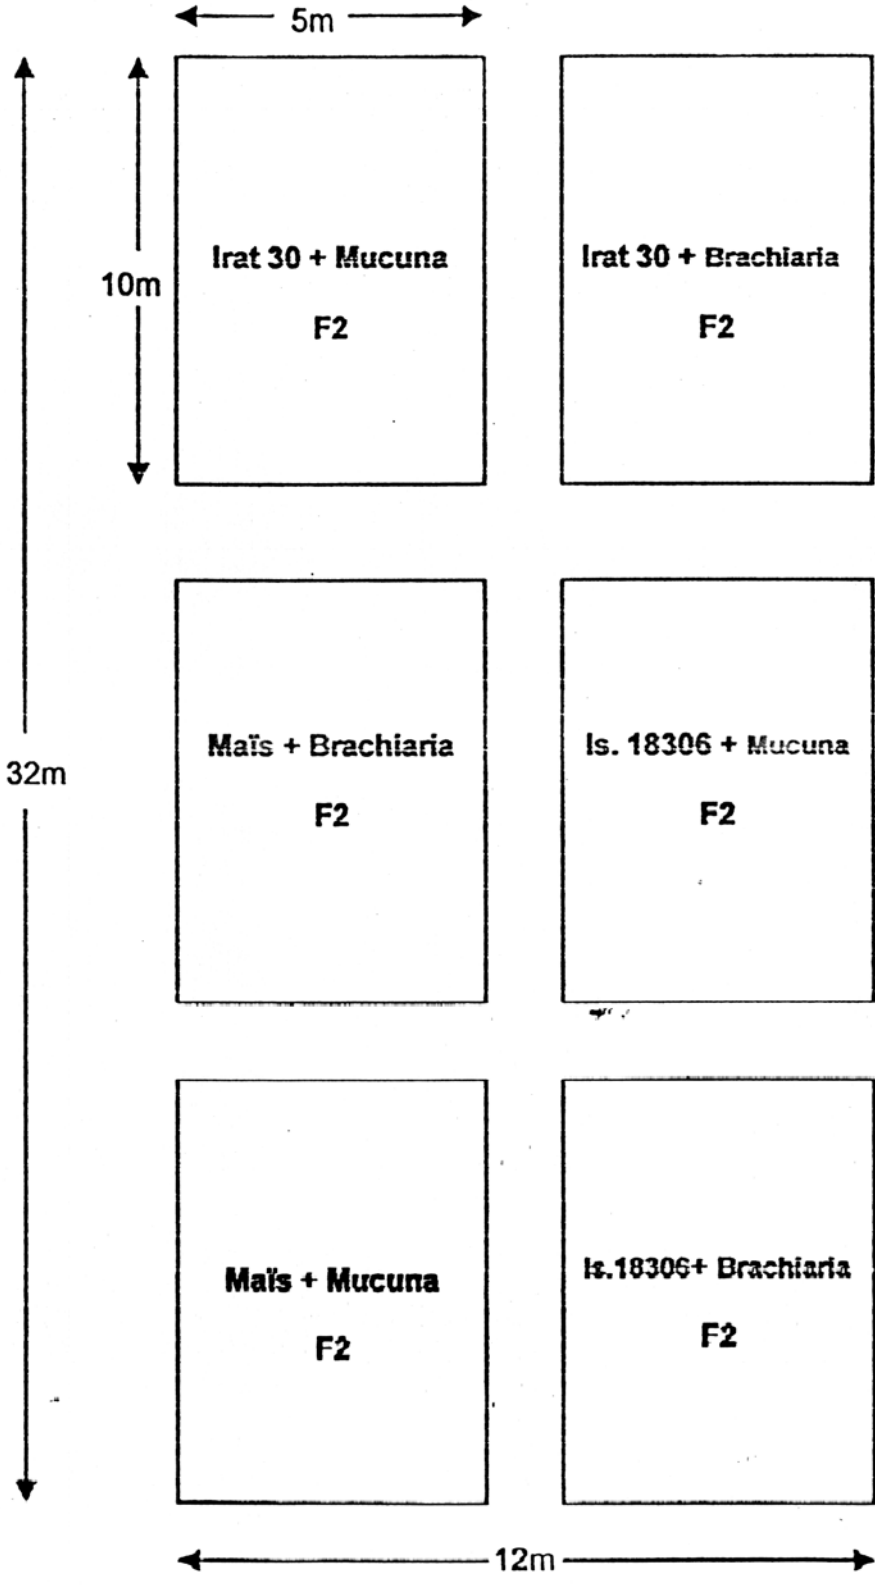 5m
10m
Irat 30 + Mucuna
F2
Irat 30 + Brachiaria
F2
32m
Maïs + Brachiaria
F2
Is. 18306 + Mucuna
F2
Maïs + Mucuna
F2
Is.18306+ Brachiaria
F2
12m